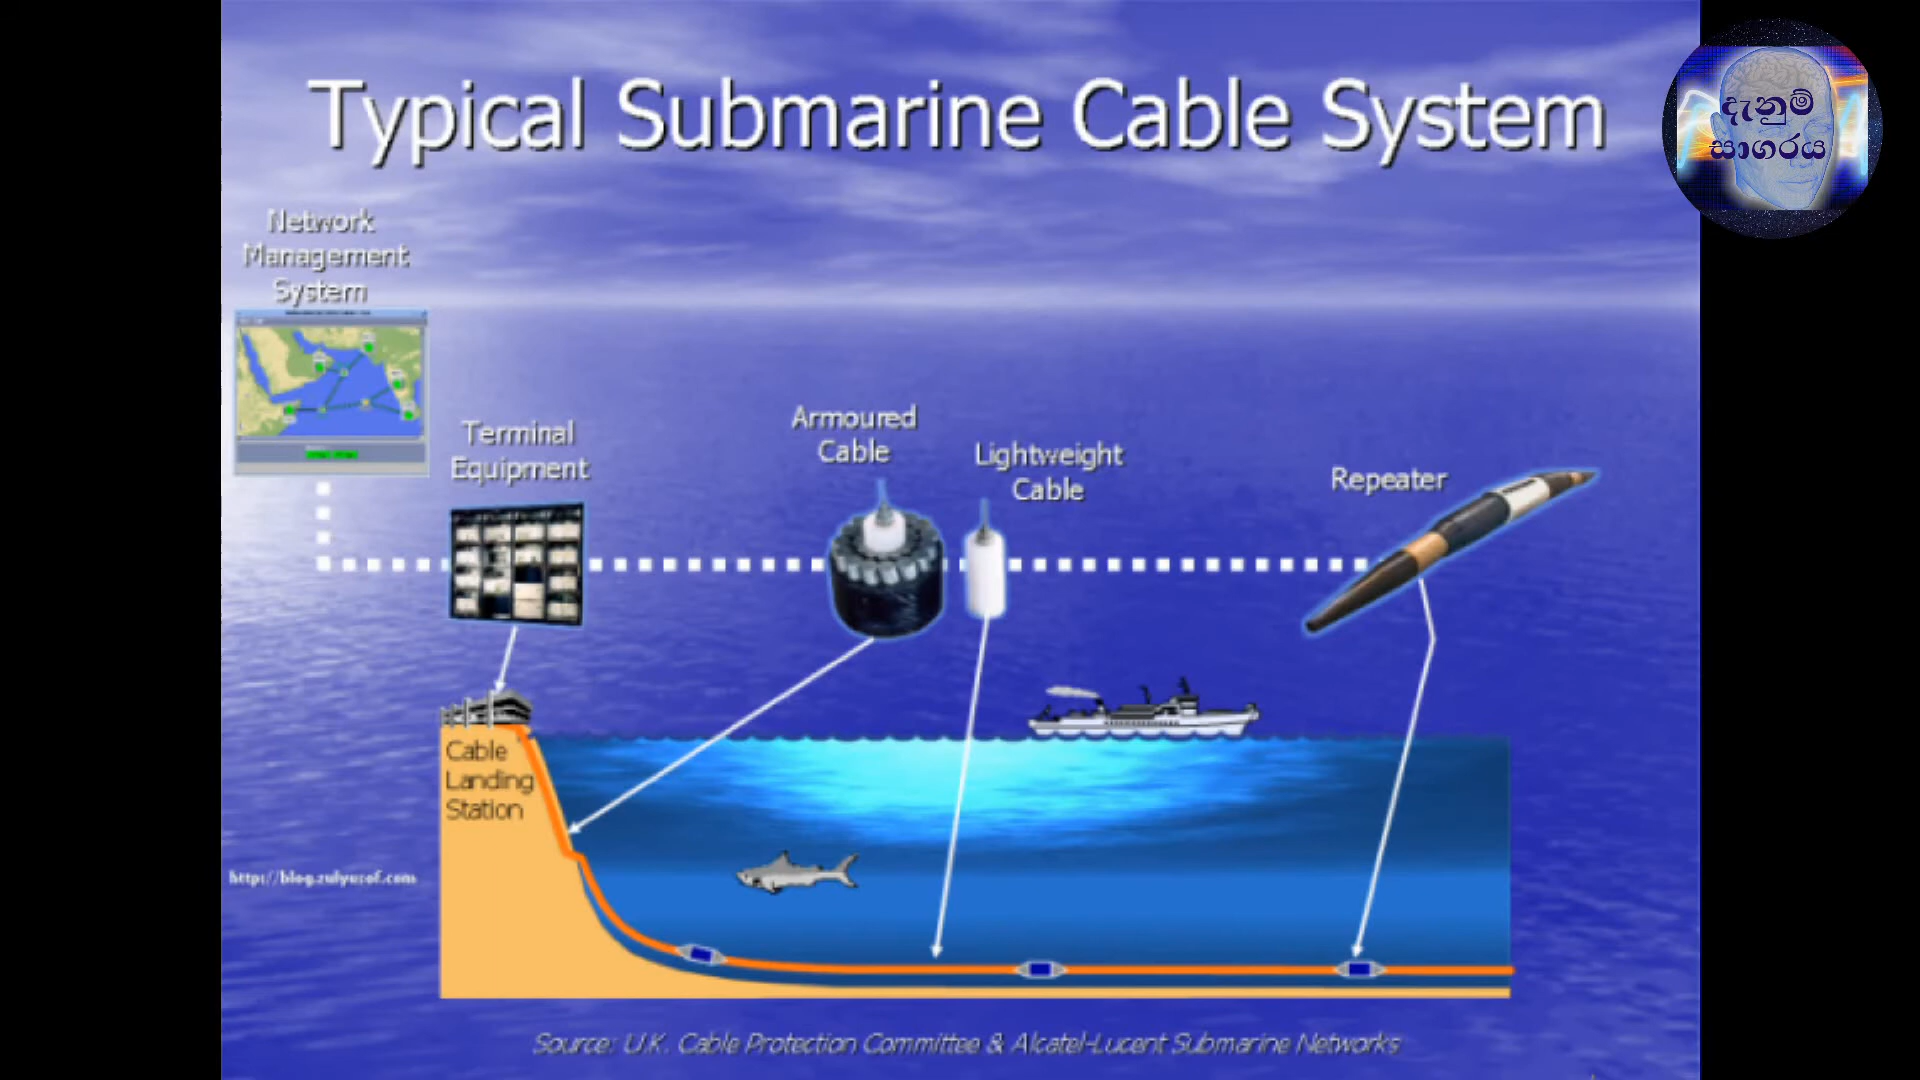 Typical Submarine Cable System
දැනුම්
සාගරය
Network
Management
System
Terminal
Equipment
Armoured
Cable
Lightweight
Cable
Repeater
Cable
Landing
Station
http://blog.zulyusof.com
Source: U.K. Cable Protection Committee & Alcatel-Lucent Submarine Networks